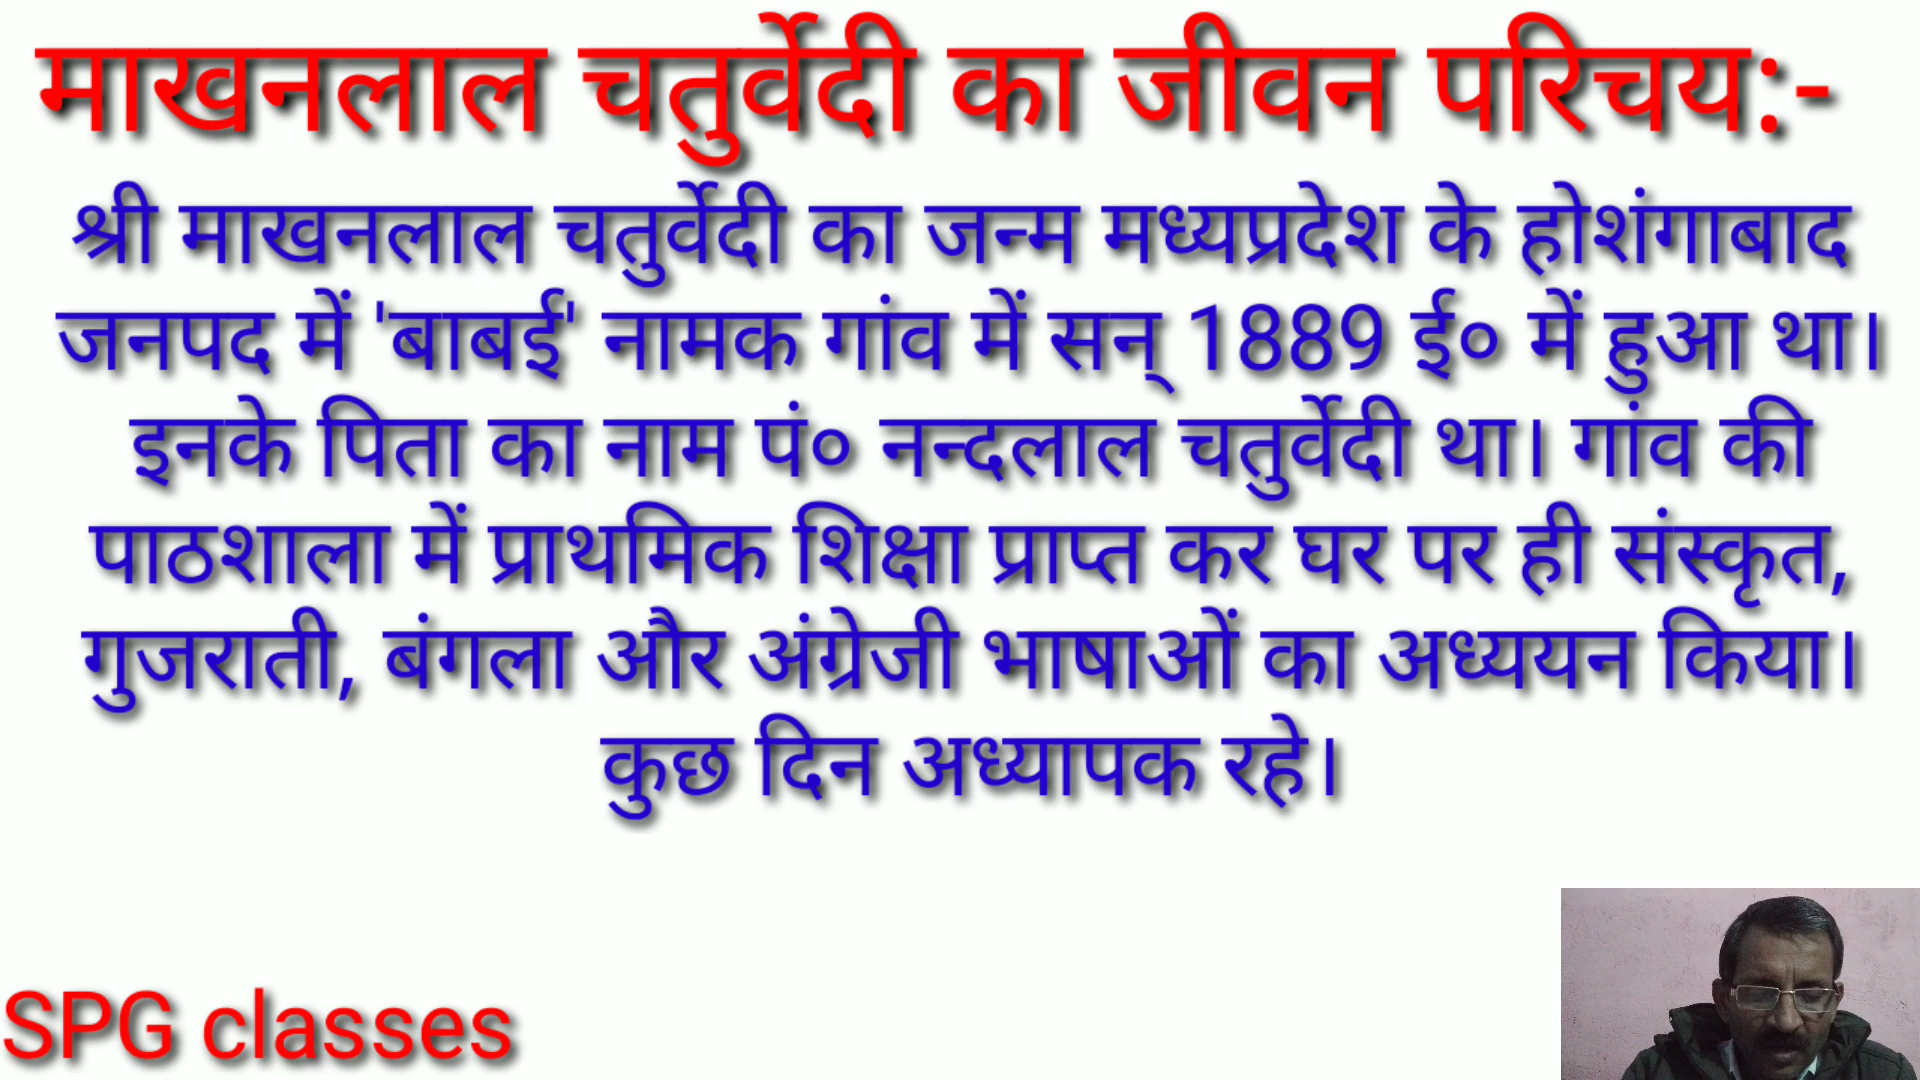 माखनलाल चतुर्वेदी का जीवन परिचय:-
श्री माखनलाल चतुर्वेदी का जन्म मध्यप्रदेश के होशंगाबाद
जनपद में 'बाबई' नामक गांव में सन् 1889 ई० में हुआ था।
इनके पिता का नाम पं० नन्दलाल चतुर्वेदी था। गांव की
पाठशाला में प्राथमिक शिक्षा प्राप्त कर घर पर ही संस्कृत,
गुजराती, बंगला और अंग्रेजी भाषाओं का अध्ययन किया।
कुछ दिन अध्यापक रहे।
SPG classes